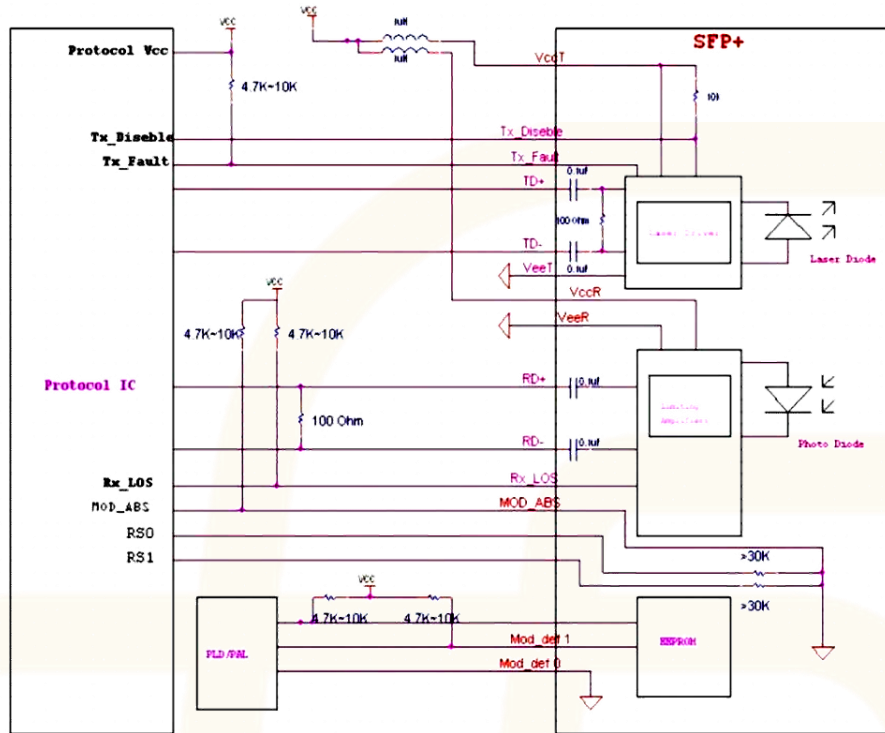 VCC
VCC
1uH
1uH
SFP+
Protocol Vcc
VccT
4.7K~10K
10k
Tx_Diseble
Tx_Diseble
Tx_Fault
Tx_Fault
0.1uf
TD+
100 Ohm
Laser Driver
TD-
Laser Diode
VeeT
0.1uf
VCC
VccR
VeeR
4.7K~10K
4.7K~10K
Protocol IC
RD+
0.1uf
100 Ohm
Amplifiers
RD-
0.1uf
Photo Diode
Rx_LOS
Rx_LOS
MOD_ABS
MOD_ABS
RS0
RS1
>30K
VCC
>30K
4.7K~10K
4.7K~10K
PLD/PAL
Mod_def 1
EEPROM
Mod_def 0